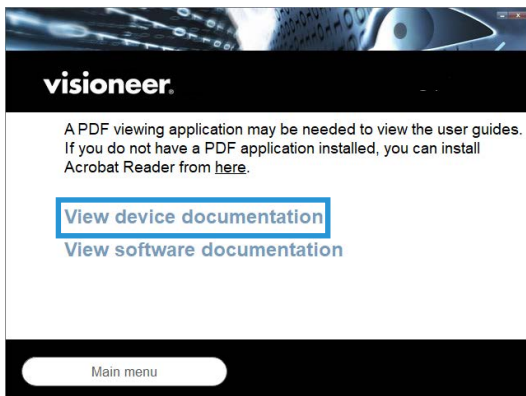 visioneer.
A PDF viewing application may be needed to view the user guides.
If you do not have a PDF application installed, you can install
Acrobat Reader from here.
View device documentation
View software documentation
Main menu